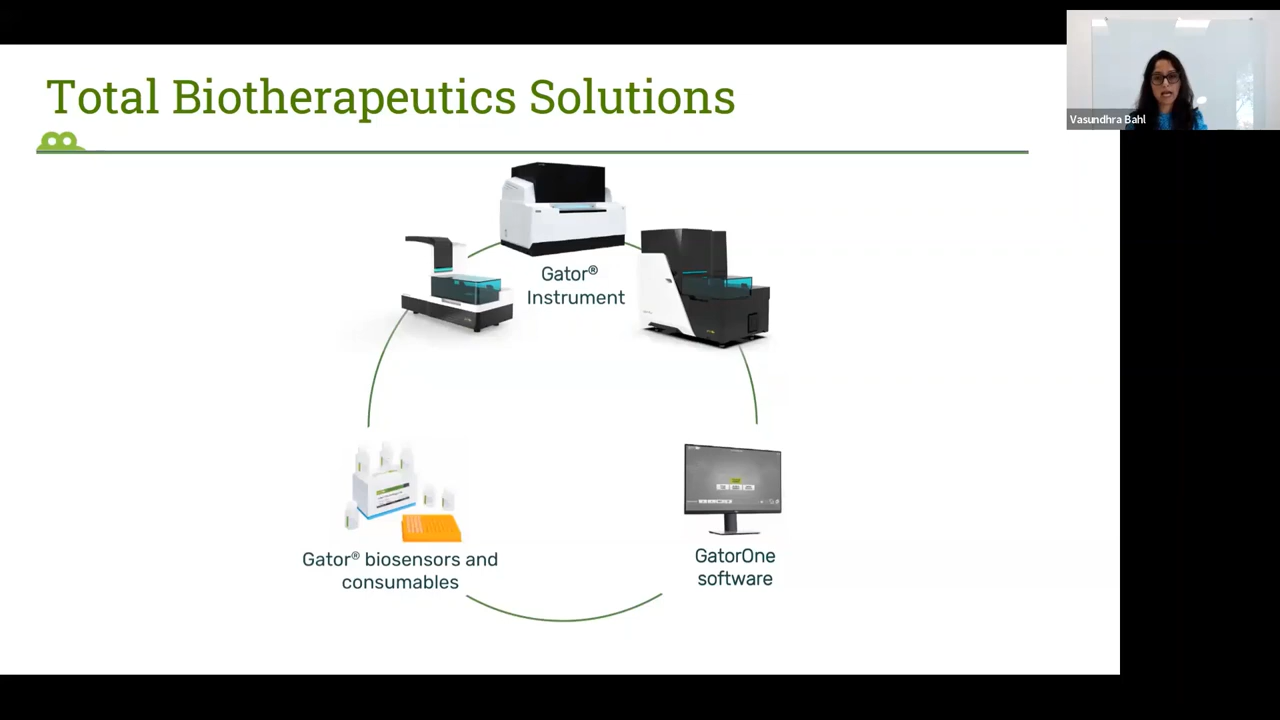 Total Biotherapeutics Solutions
Vasundhra Bahl
Gator®
Instrument
Gator® biosensors and
consumables
GatorOne
software